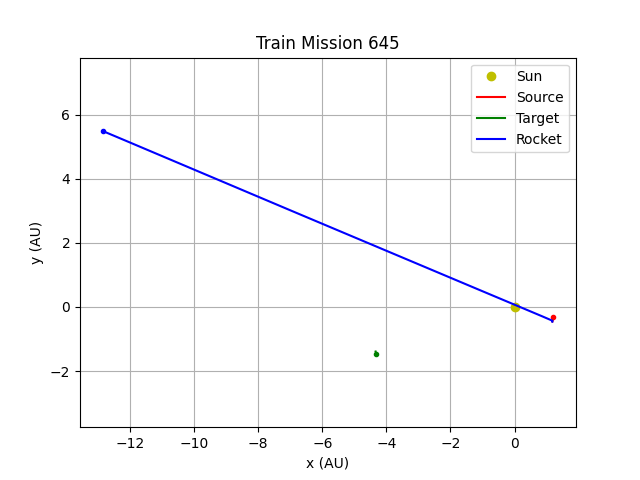 Train Mission 645
Sun
Source
Target
Rocket
y (AU)
6
4
2
0
−2
−12
−10
−8
−6
−4
−2
0
x (AU)